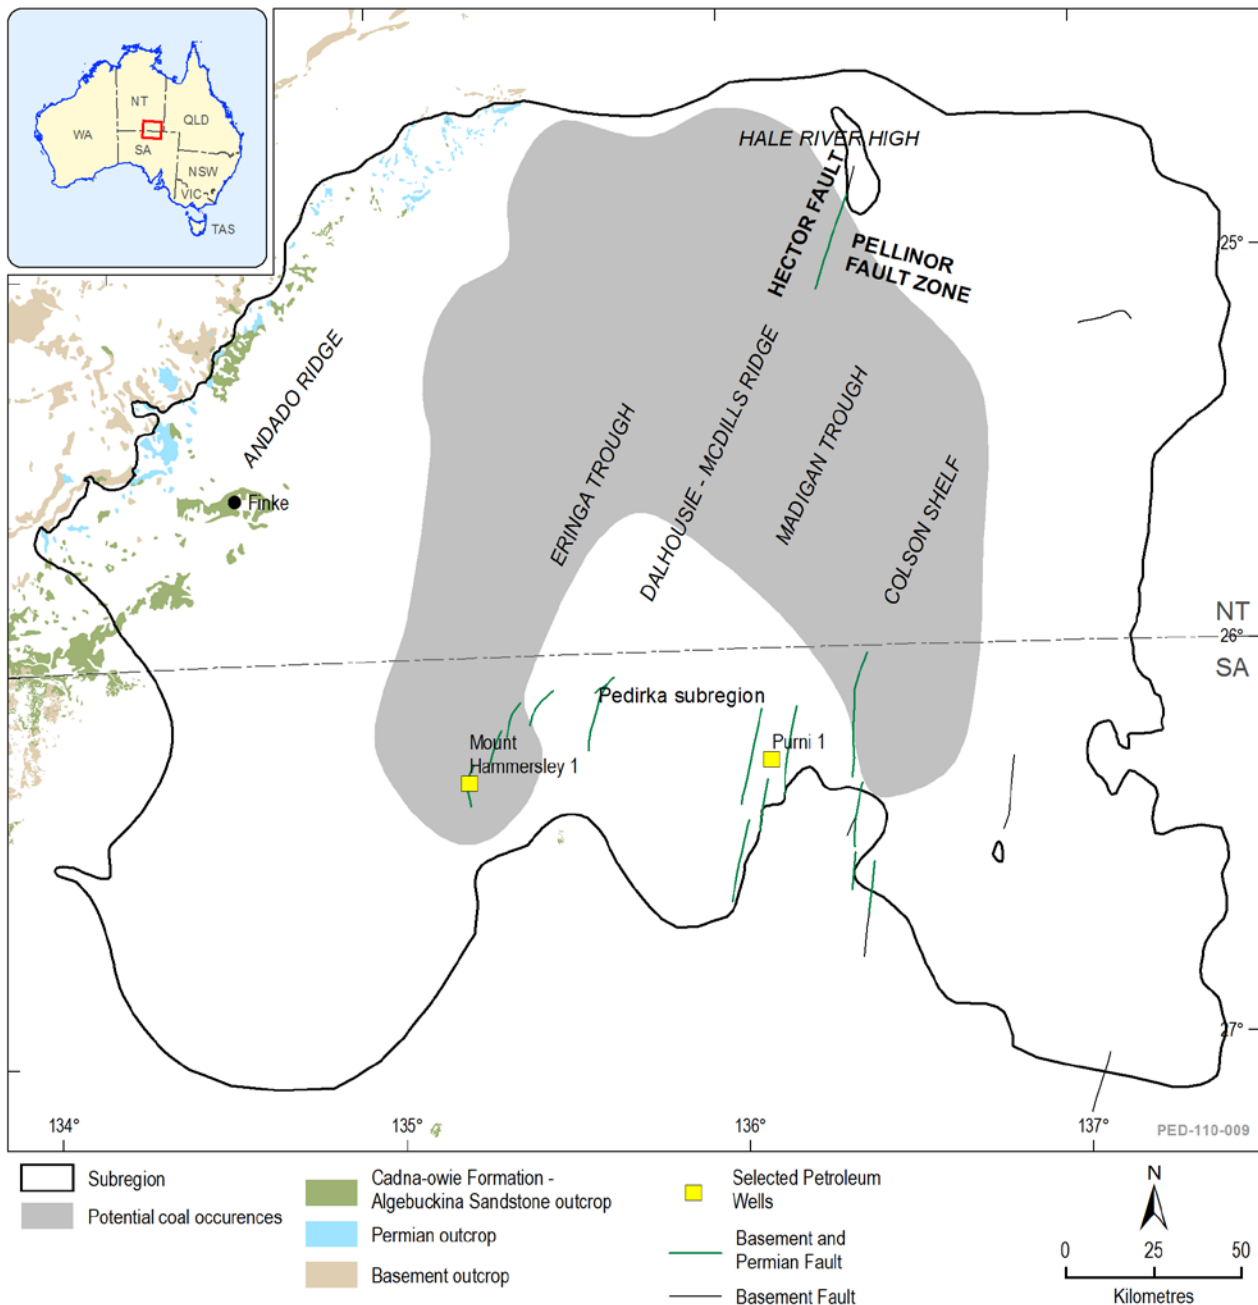 NT
QLD
WA
SA
NSW
VIC
TAS
HALE RIVER HIGH
HECTOR FAULT
PELLINOR
FAULT ZONE
25°
ANDADO RIDGE
ERINGA TROUGH
DALHOUSIE - MCDILLS RIDGE
MADIGAN TROUGH
COLSON SHELF
Finke
NT
26°
SA
Pedirka subregion
Mount
Hammersley 1
Purni 1
27°
134°
135°
136°
137°
PED-110-009
Subregion
Potential coal occurences
Cadna-owie Formation -
Algebuckina Sandstone outcrop
Permian outcrop
Basement outcrop
Selected Petroleum
Wells
Basement and
Permian Fault
Basement Fault
N
0 25 50
Kilometres